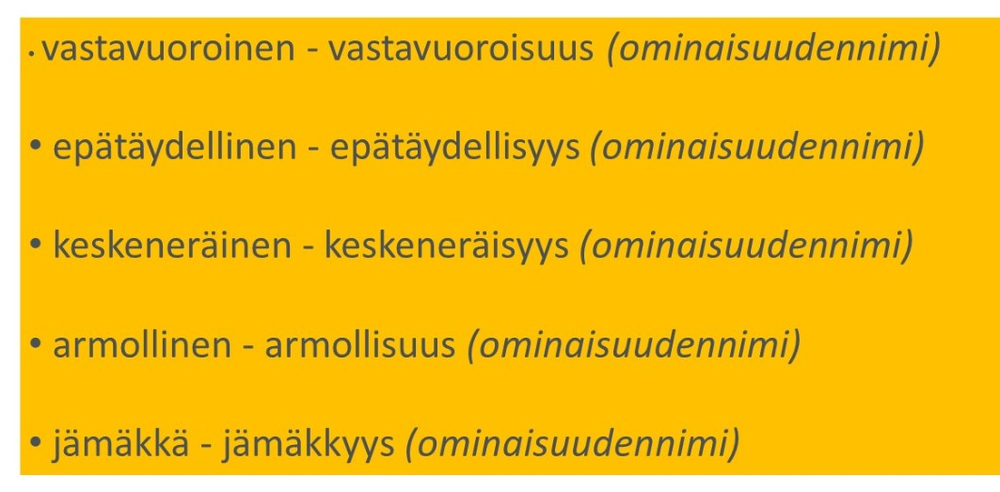 • vastavuoroinen - vastavuoroisuus (ominaisuudennimi)
• epätäydellinen - epätäydellisyys (ominaisuudennimi)
• keskeneräinen - keskeneräisyys (ominaisuudennimi)
• armollinen - armollisuus (ominaisuudennimi)
• jämäkkä - jämäkkyys (ominaisuudennimi)